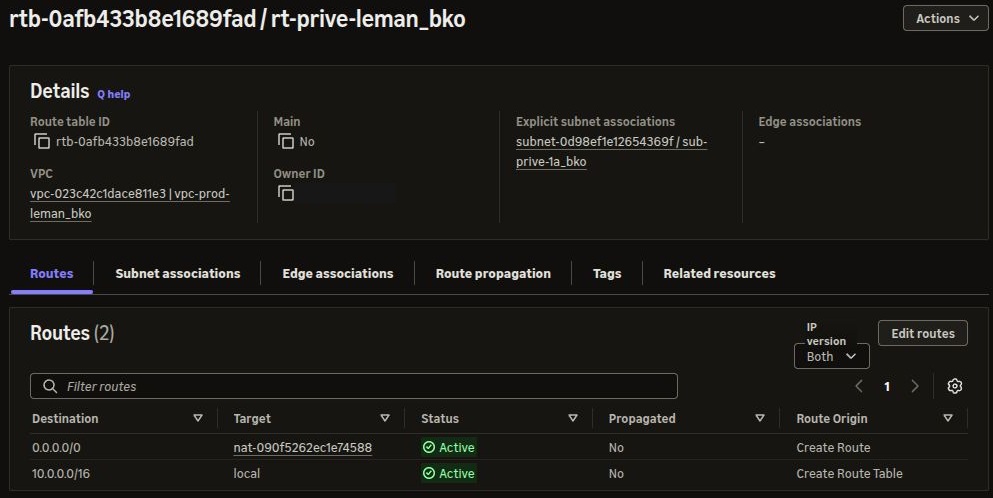 rtb-0afb433b8e1689fad / rt-prive-leman_bko
Actions
Details Q help
Route table ID
rtb-0afb433b8e1689fad
Main
No
Explicit subnet associations
subnet-0d98ef1e12654369f / sub-
prive-1a_bko
Edge associations
–
VPC
vpc-023c42c1dace811e3 | vpc-prod-
leman_bko
Owner ID
Routes Subnet associations Edge associations Route propagation Tags Related resources
Routes (2)
IP
version
Both
Edit routes
Filter routes
1
Destination Target Status Propagated Route Origin
0.0.0.0/0 nat-090f5262ec1e74588 Active No Create Route
10.0.0.0/16 local Active No Create Route Table